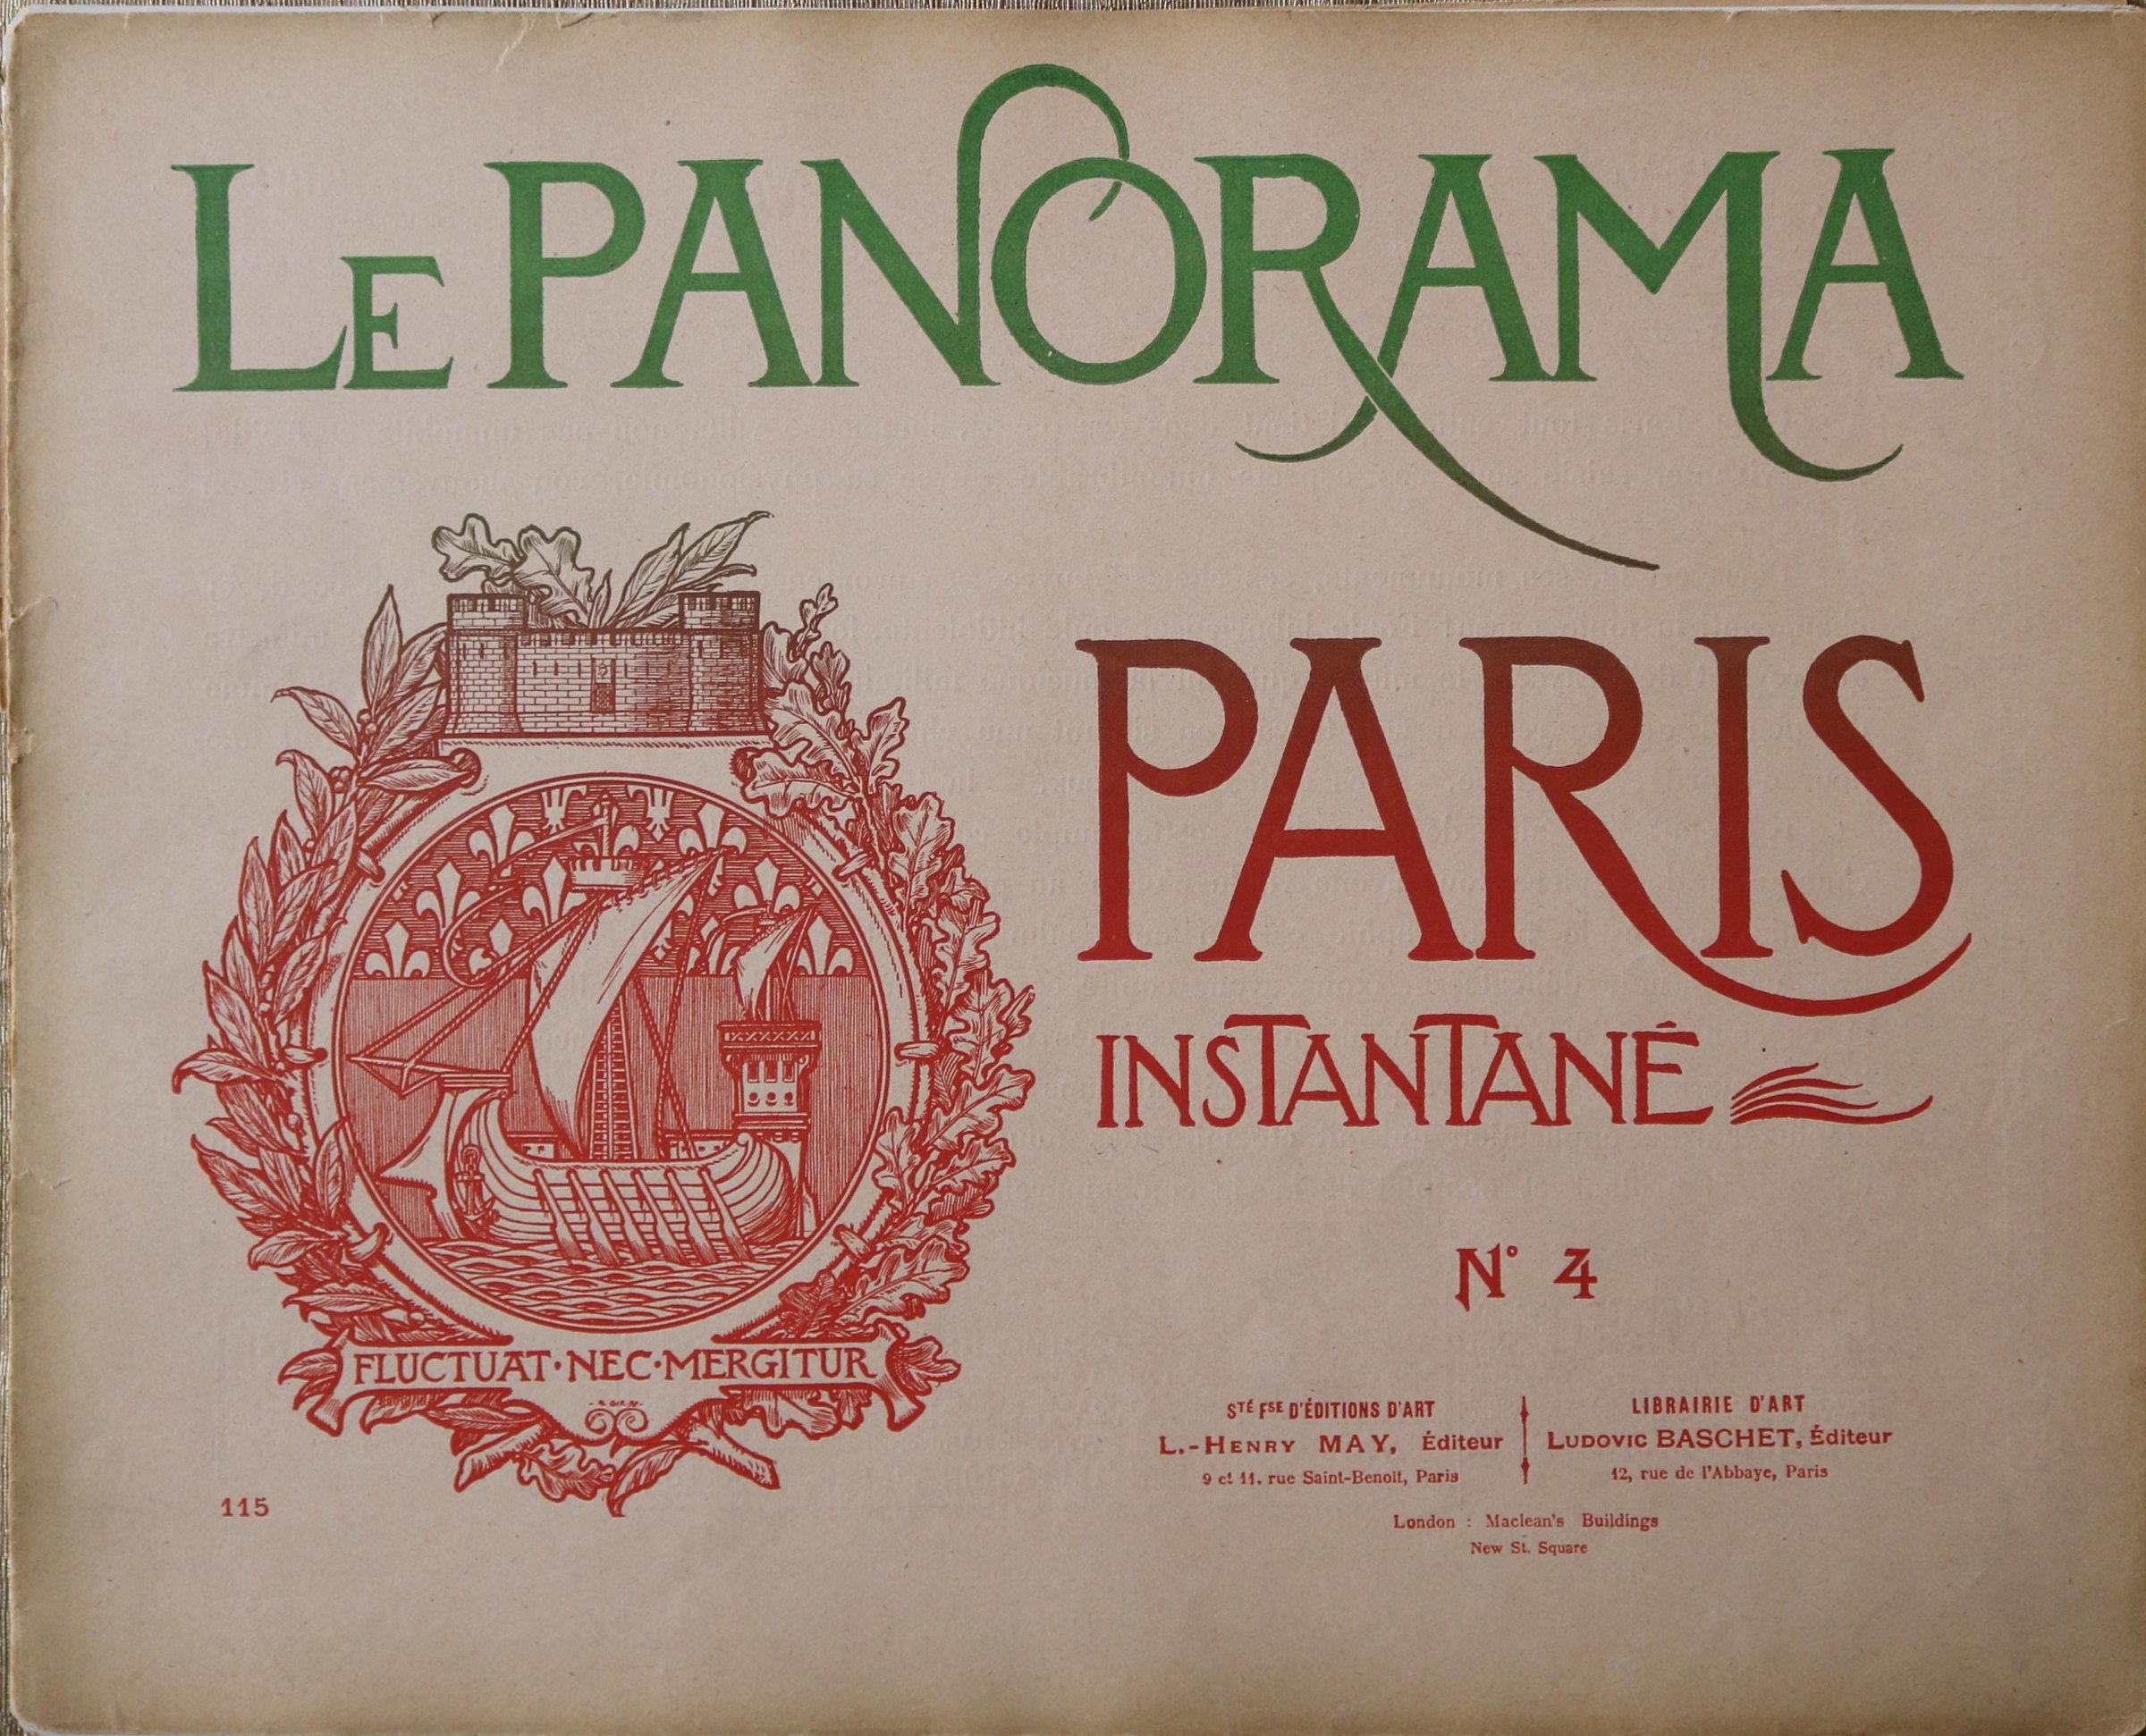 LE PANORAMA
PARIS
INSTANTANÉ
N° 4
FLUCTUAT·NEC·MERGITUR
STÉ FSE D'ÉDITIONS D'ART
L.-HENRY MAY, Éditeur
9 et 11, rue Saint-Benoît, Paris
LIBRAIRIE D'ART
LUDOVIC BASCHET, Éditeur
12, rue de l'Abbaye, Paris
London : Maclean's Buildings
New St. Square
115